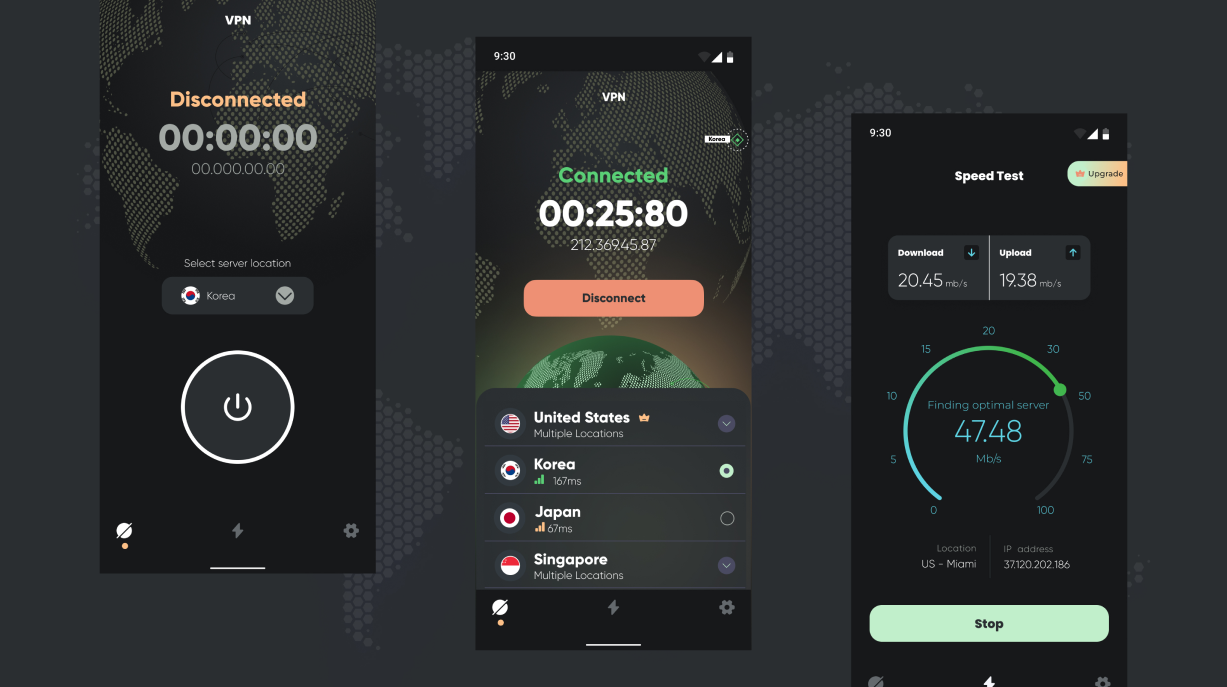 VPN
Disconnected
00:00:00
00.000.00.00
Select server location
Korea
9:30
VPN
Korea
Connected
00:25:80
212.369.45.87
Disconnect
United States
Multiple Locations
Korea
167ms
Japan
67ms
Singapore
Multiple Locations
9:30
Speed Test
Upgrade
Download
20.45 mb/s
Upload
19.38 mb/s
20
15
30
10
50
Finding optimal server
47.48
Mb/s
5
75
0
100
Location
US - Miami
IP address
37.120.202.186
Stop